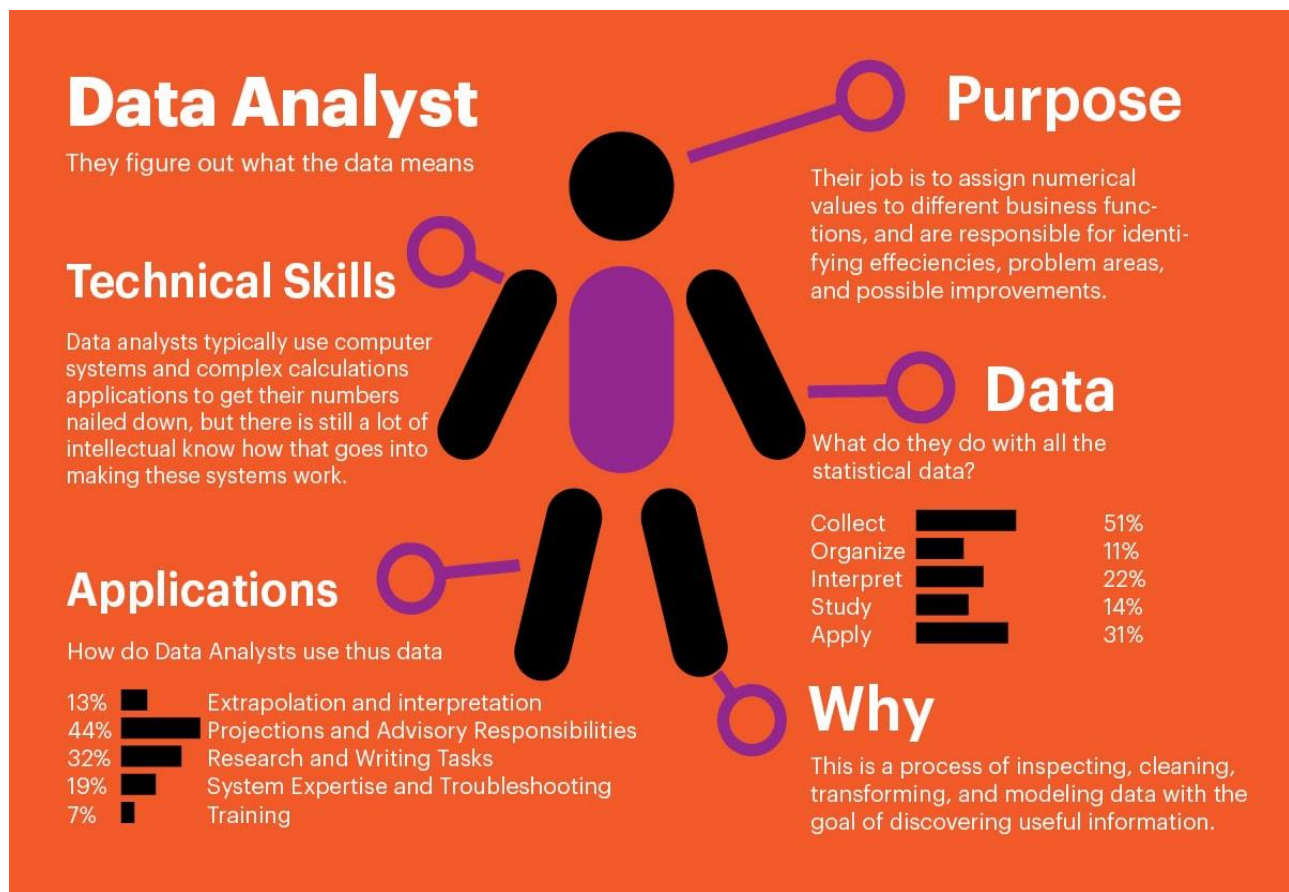 Data Analyst
They figure out what the data means
Technical Skills
Data analysts typically use computer
systems and complex calculations
applications to get their numbers
nailed down, but there is still a lot of
intellectual know how that goes into
making these systems work.
Applications
How do Data Analysts use thus data
13% Extrapolation and interpretation
44% Projections and Advisory Responsibilities
32% Research and Writing Tasks
19% System Expertise and Troubleshooting
7% Training
Purpose
Their job is to assign numerical
values to different business func-
tions, and are responsible for identi-
fying effeciencies, problem areas,
and possible improvements.
Data
What do they do with all the
statistical data?
Collect 51%
Organize 11%
Interpret 22%
Study 14%
Apply 31%
Why
This is a process of inspecting, cleaning,
transforming, and modeling data with the
goal of discovering useful information.